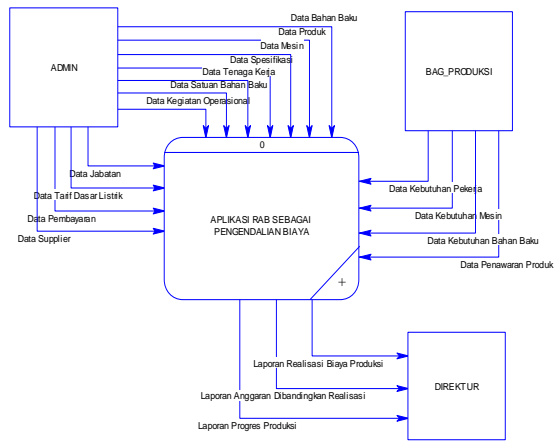 Data Bahan Baku
Data Produk
Data Mesin
Data Spesifikasi
Data Tenaga Kerja
Data Satuan Bahan Baku
Data Kegiatan Operasional
ADMIN
BAG_PRODUKSI
0
Data Jabatan
Data Tarif Dasar Listrik
Data Pembayaran
Data Supplier
APLIKASI RAB SEBAGAI
PENGENDALIAN BIAYA
Data Kebutuhan Pekerja
Data Kebutuhan Mesin
Data Kebutuhan Bahan Baku
Data Penawaran Produk
+
Laporan Realisasi Biaya Produksi
Laporan Anggaran Dibandingkan Realisasi
Laporan Progres Produksi
DIREKTUR